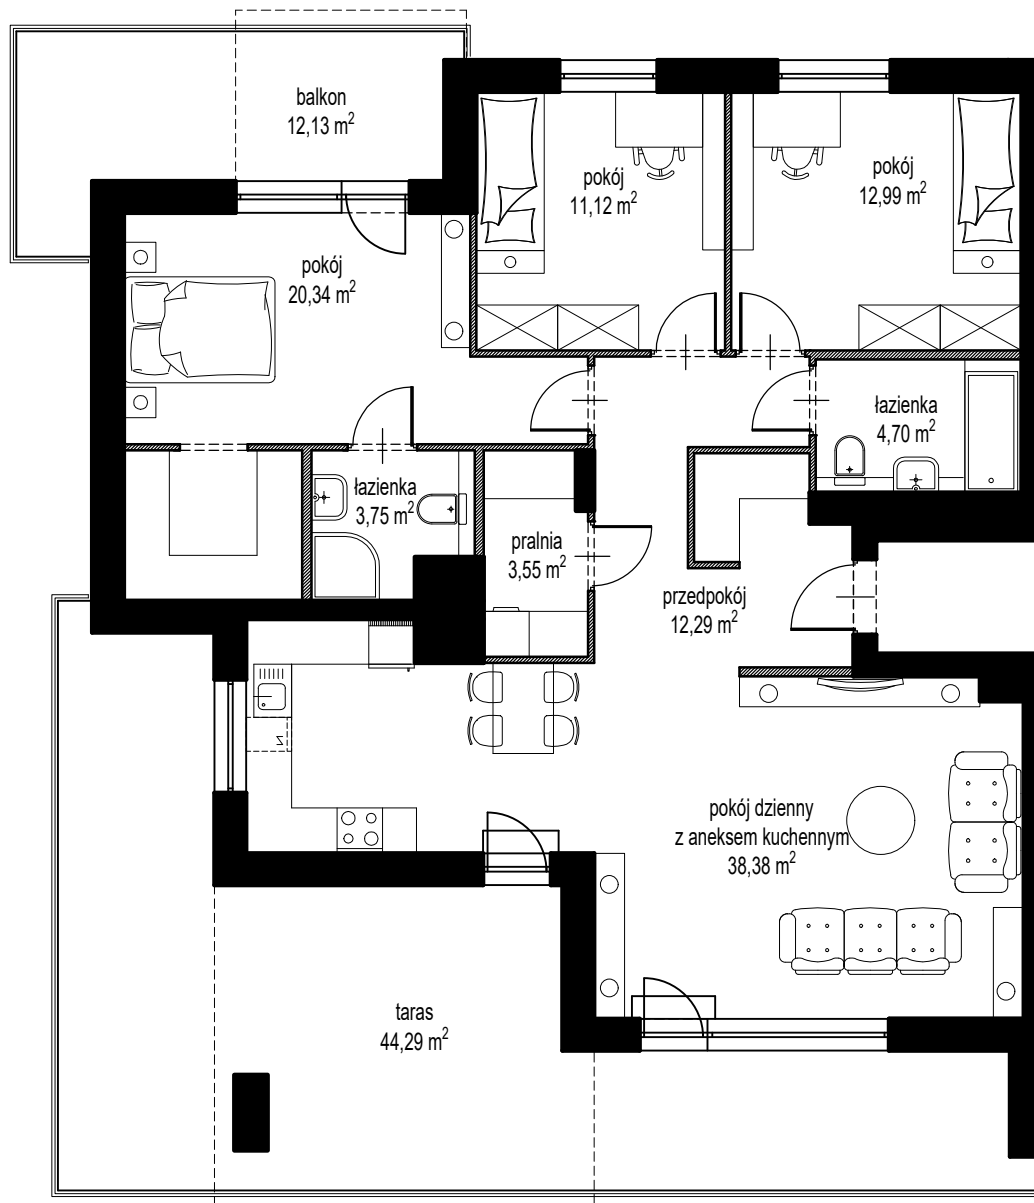 balkon
12,13 m²
pokój
11,12 m²
pokój
12,99 m²
pokój
20,34 m²
łazienka
4,70 m²
łazienka
3,75 m²
pralnia
3,55 m²
przedpokój
12,29 m²
pokój dzienny
z aneksem kuchennym
38,38 m²
taras
44,29 m²